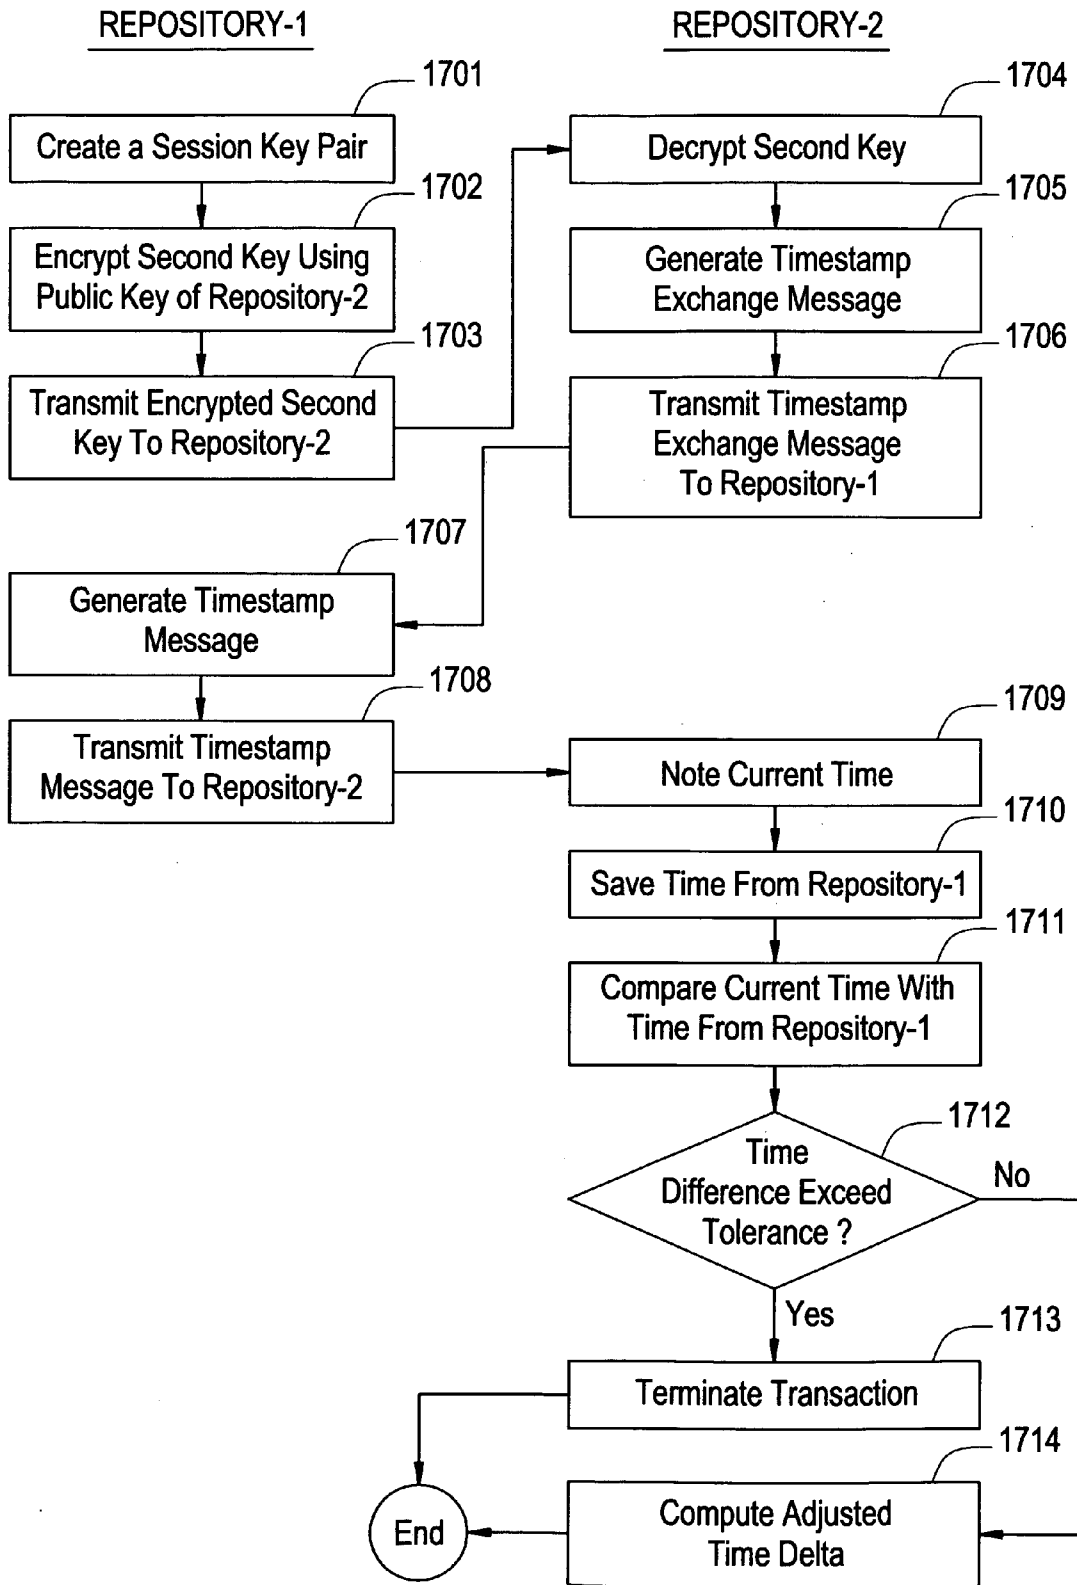 REPOSITORY-1
REPOSITORY-2
1701
Create a Session Key Pair
1702
Encrypt Second Key Using
Public Key of Repository-2
1703
Transmit Encrypted Second
Key To Repository-2
1704
Decrypt Second Key
1705
Generate Timestamp
Exchange Message
1706
Transmit Timestamp
Exchange Message
To Repository-1
1707
Generate Timestamp
Message
1708
Transmit Timestamp
Message To Repository-2
1709
Note Current Time
1710
Save Time From Repository-1
1711
Compare Current Time With
Time From Repository-1
1712
Time
Difference Exceed
Tolerance ?
No
Yes
1713
Terminate Transaction
1714
Compute Adjusted
Time Delta
End